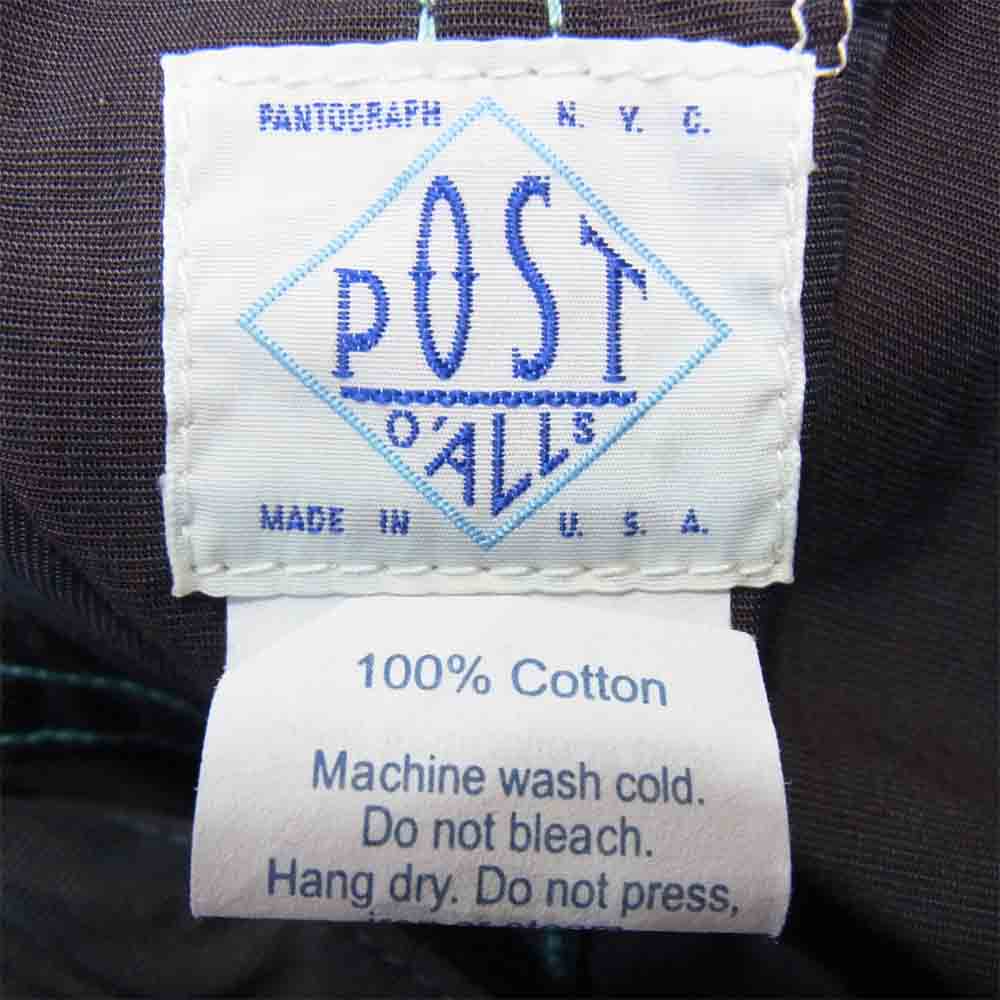 PANTOGRAPH N. Y. C.
POST
O'ALLS
MADE IN U. S. A.
100% Cotton
Machine wash cold.
Do not bleach.
Hang dry. Do not press,